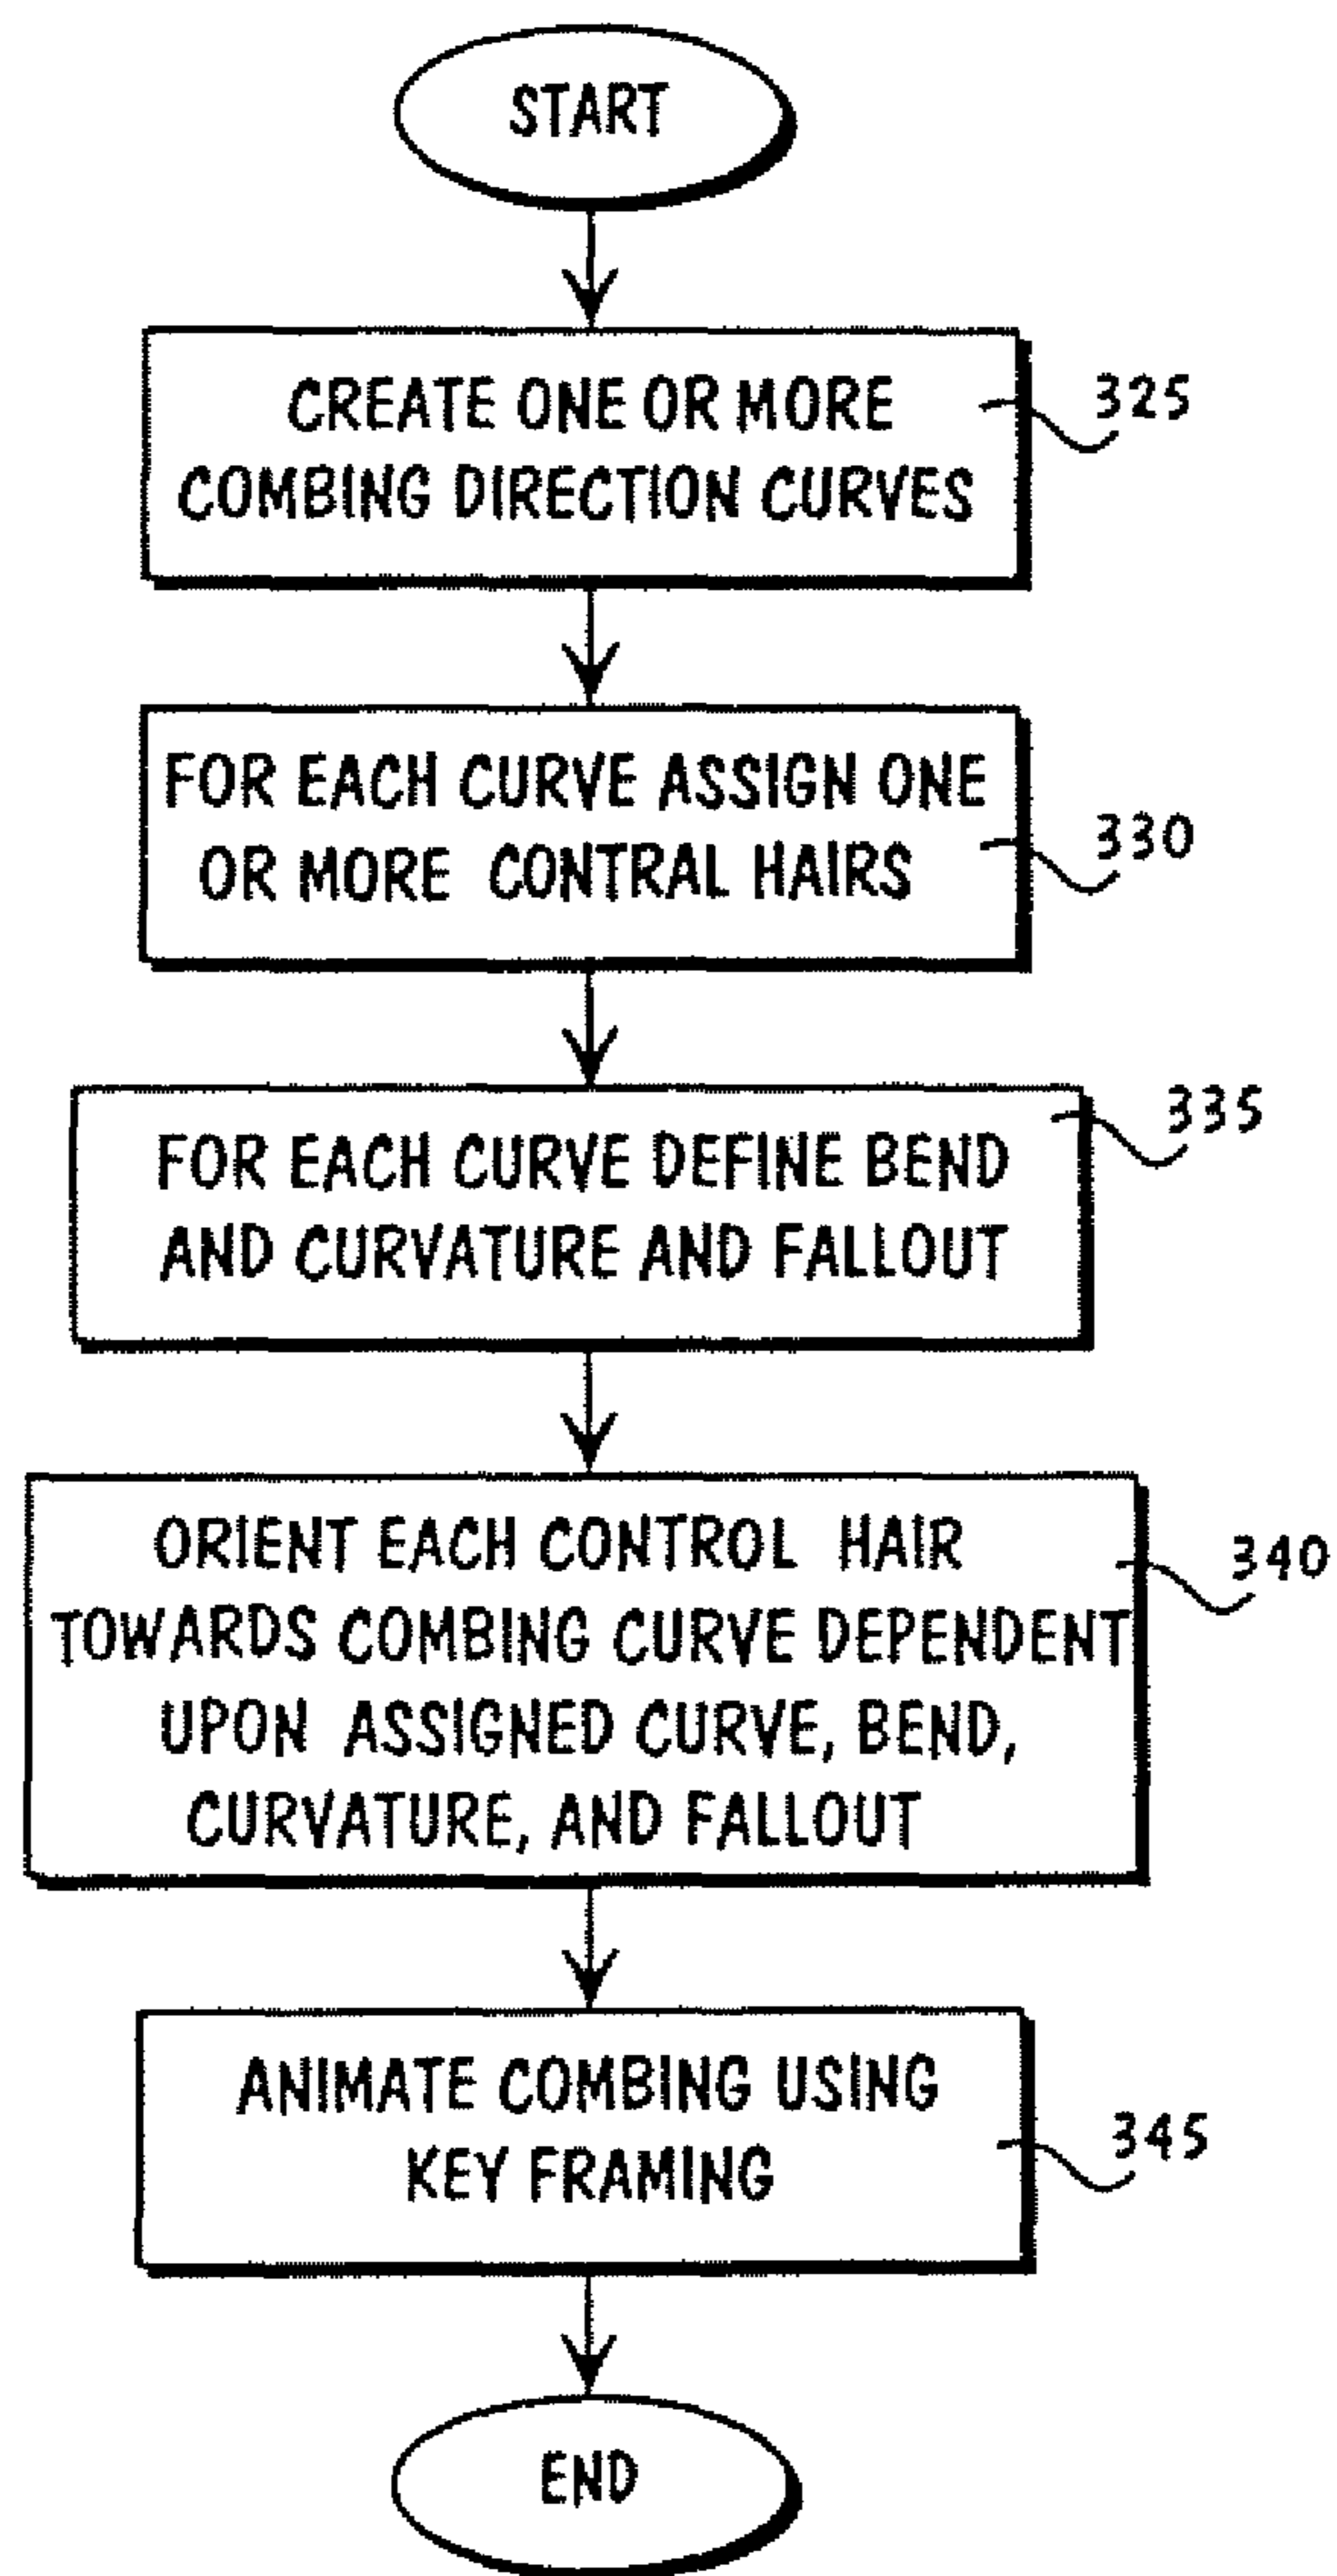 START
CREATE ONE OR MORE
COMBING DIRECTION CURVES
325
FOR EACH CURVE ASSIGN ONE
OR MORE CONTRAL HAIRS
330
FOR EACH CURVE DEFINE BEND
AND CURVATURE AND FALLOUT
335
ORIENT EACH CONTROL HAIR
TOWARDS COMBING CURVE DEPENDENT
UPON ASSIGNED CURVE, BEND,
CURVATURE, AND FALLOUT
340
ANIMATE COMBING USING
KEY FRAMING
345
END